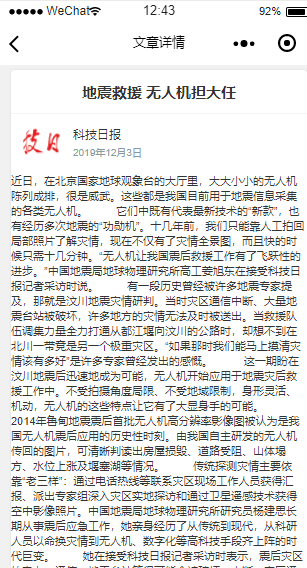 ●●●●● WeChat 12:43 92%
文章详情
地震救援 无人机担大任
技日 科技日报
2019年12月3日
近日，在北京国家地球观象台的大厅里，大大小小的无人机
陈列成排，很是威武。这些都是我国目前用于地震信息采集
的各类无人机。 它们中既有代表最新技术的“新款”，也
有经历多次地震的“功勋机”。十几年前，我们只能靠人工拍回
局部照片了解灾情，现在不仅有了灾情全景图，而且快的时
候只需十几分钟。“无人机让我国震后救援工作有了飞跃性的
进步。”中国地震局地球物理研究所高工姜旭东在接受科技日
报记者采访时说。 有一段历史曾经被许多地震专家提
及，那就是汶川地震灾情研判。当时灾区通信中断、大量地
震台站被破坏，许多地方的灾情无法及时被送出。当救援队
伍调集力量全力打通从都江堰向汶川的公路时，却想不到在
北川一带竟是另一个极重灾区。“如果那时我们能马上摸清灾
情该有多好”是许多专家曾经发出的感慨。 这一期盼在
汶川地震后迅速地成为可能，无人机开始应用于地震灾后救
援工作中。不受拍摄角度局限、不受地域限制，身形灵活、
机动，无人机的这些特点让它有了大显身手的可能。
2014年鲁甸地震震后首批无人机高分辨率影像图被认为是我
国无人机震后应用的历史性时刻。由我国自主研发的无人机
传回的图片，可清晰判读出房屋损毁、道路受阻、山体塌
方、水位上涨及堰塞湖等情况。 传统探测灾情主要依
靠“老三样”：通过电话热线等联系灾区现场工作人员获得汇
报、派出专家组深入灾区实地探访和通过卫星遥感技术获得
空中影像照片。中国地震局地球物理研究所研究员杨建思长
期从事震后应急工作，她亲身经历了从传统到现代，从科研
人员以命换灾情到无人机、数字化等高科技手段齐上阵的时
代巨变。 她在接受科技日报记者采访时表示，震后灾区